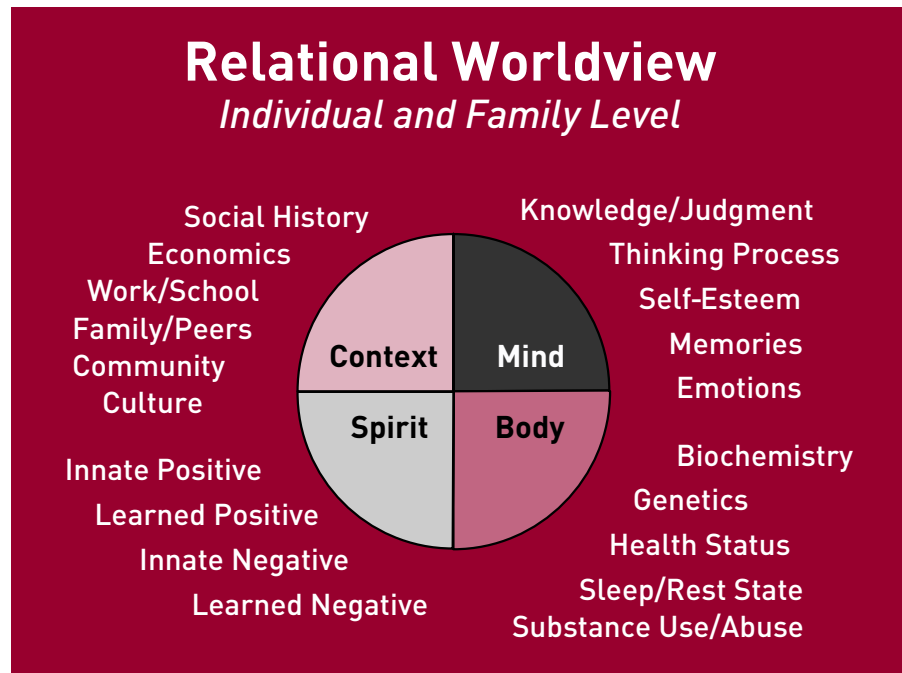 Relational Worldview
Individual and Family Level
Social History
Economics
Work/School
Family/Peers
Community
Culture
Knowledge/Judgment
Thinking Process
Self-Esteem
Memories
Emotions
Context
Mind
Spirit
Body
Innate Positive
Learned Positive
Innate Negative
Learned Negative
Biochemistry
Genetics
Health Status
Sleep/Rest State
Substance Use/Abuse